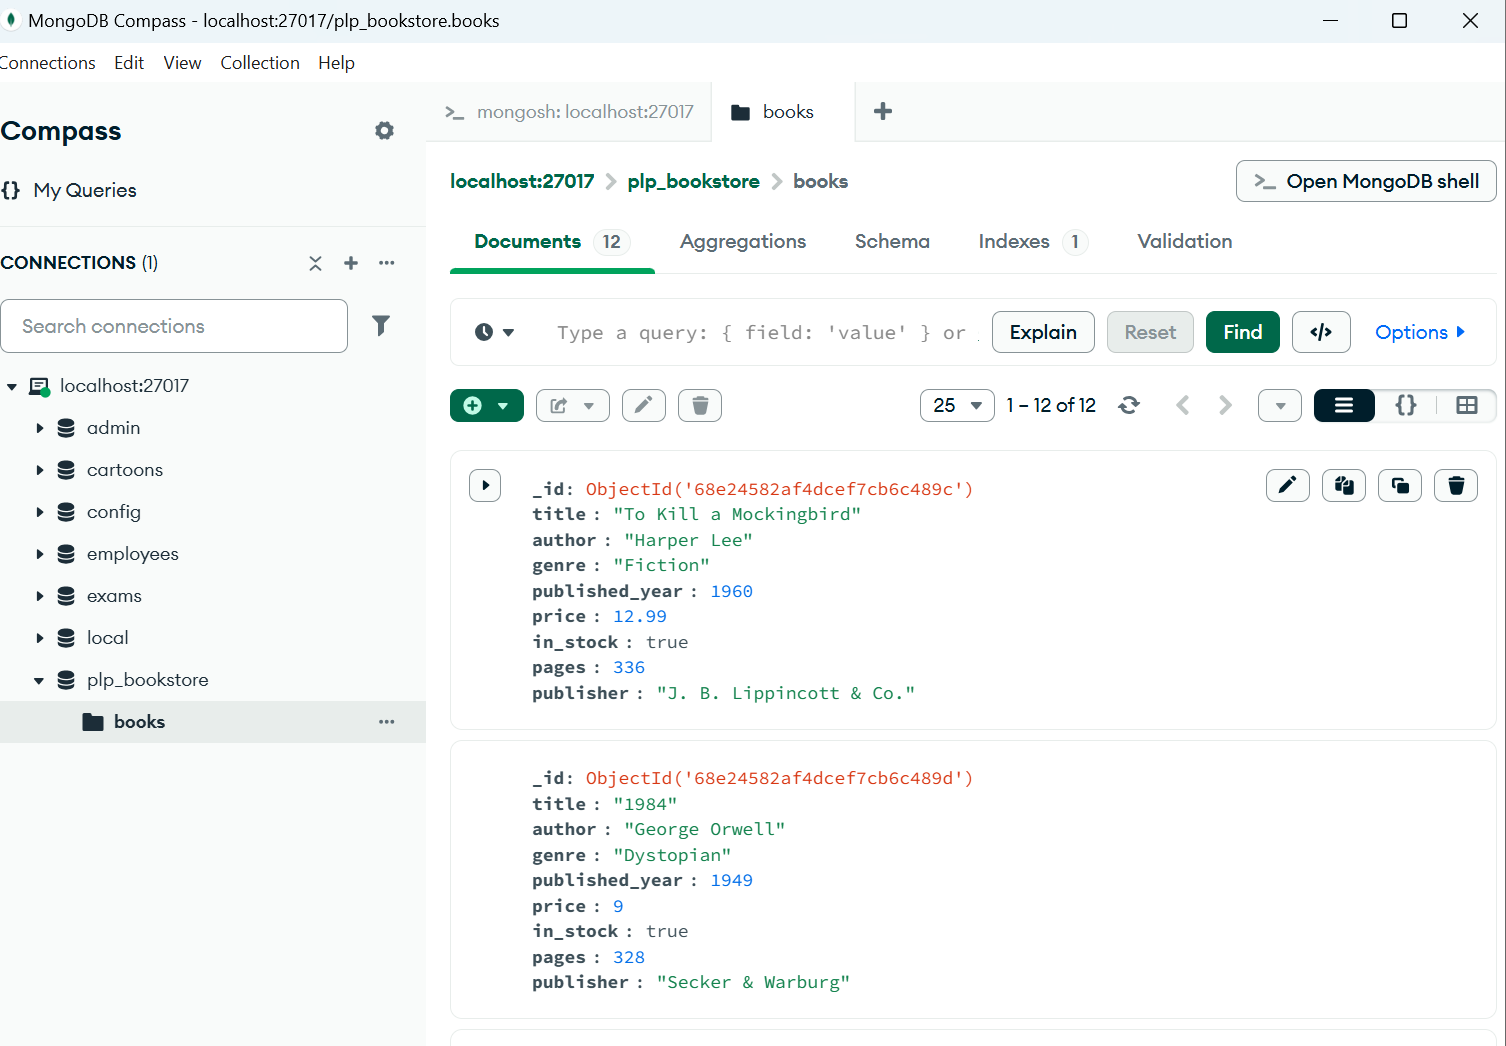 MongoDB Compass - localhost:27017/plp_bookstore.books
Connections Edit View Collection Help
Compass
{} My Queries
CONNECTIONS (1)
Search connections
localhost:27017
admin
cartoons
config
employees
exams
local
plp_bookstore
books
>_ mongosh: localhost:27017
books
localhost:27017 > plp_bookstore > books
>_ Open MongoDB shell
Documents 12 Aggregations Schema Indexes 1 Validation
Type a query: { field: 'value' } or
Explain Reset Find </> Options
25 1 – 12 of 12 {}
_id: ObjectId('68e24582af4dcef7cb6c489c')
title : "To Kill a Mockingbird"
author : "Harper Lee"
genre : "Fiction"
published_year : 1960
price : 12.99
in_stock : true
pages : 336
publisher : "J. B. Lippincott & Co."
_id: ObjectId('68e24582af4dcef7cb6c489d')
title : "1984"
author : "George Orwell"
genre : "Dystopian"
published_year : 1949
price : 9
in_stock : true
pages : 328
publisher : "Secker & Warburg"